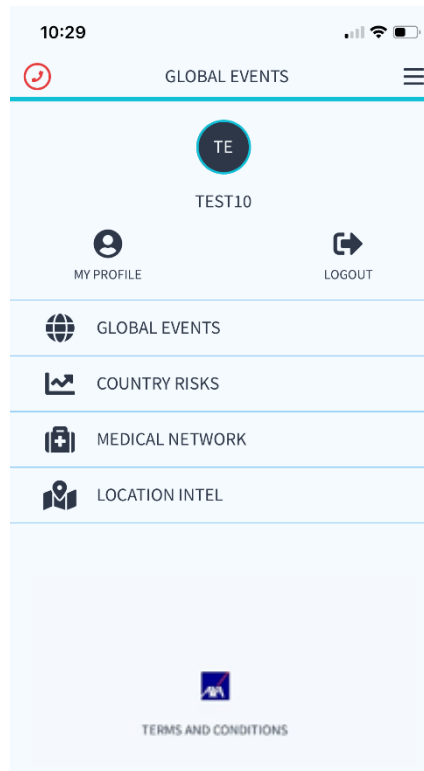 10:29
GLOBAL EVENTS
TE
TEST10
MY PROFILE
LOGOUT
GLOBAL EVENTS
COUNTRY RISKS
MEDICAL NETWORK
LOCATION INTEL
AXA
TERMS AND CONDITIONS